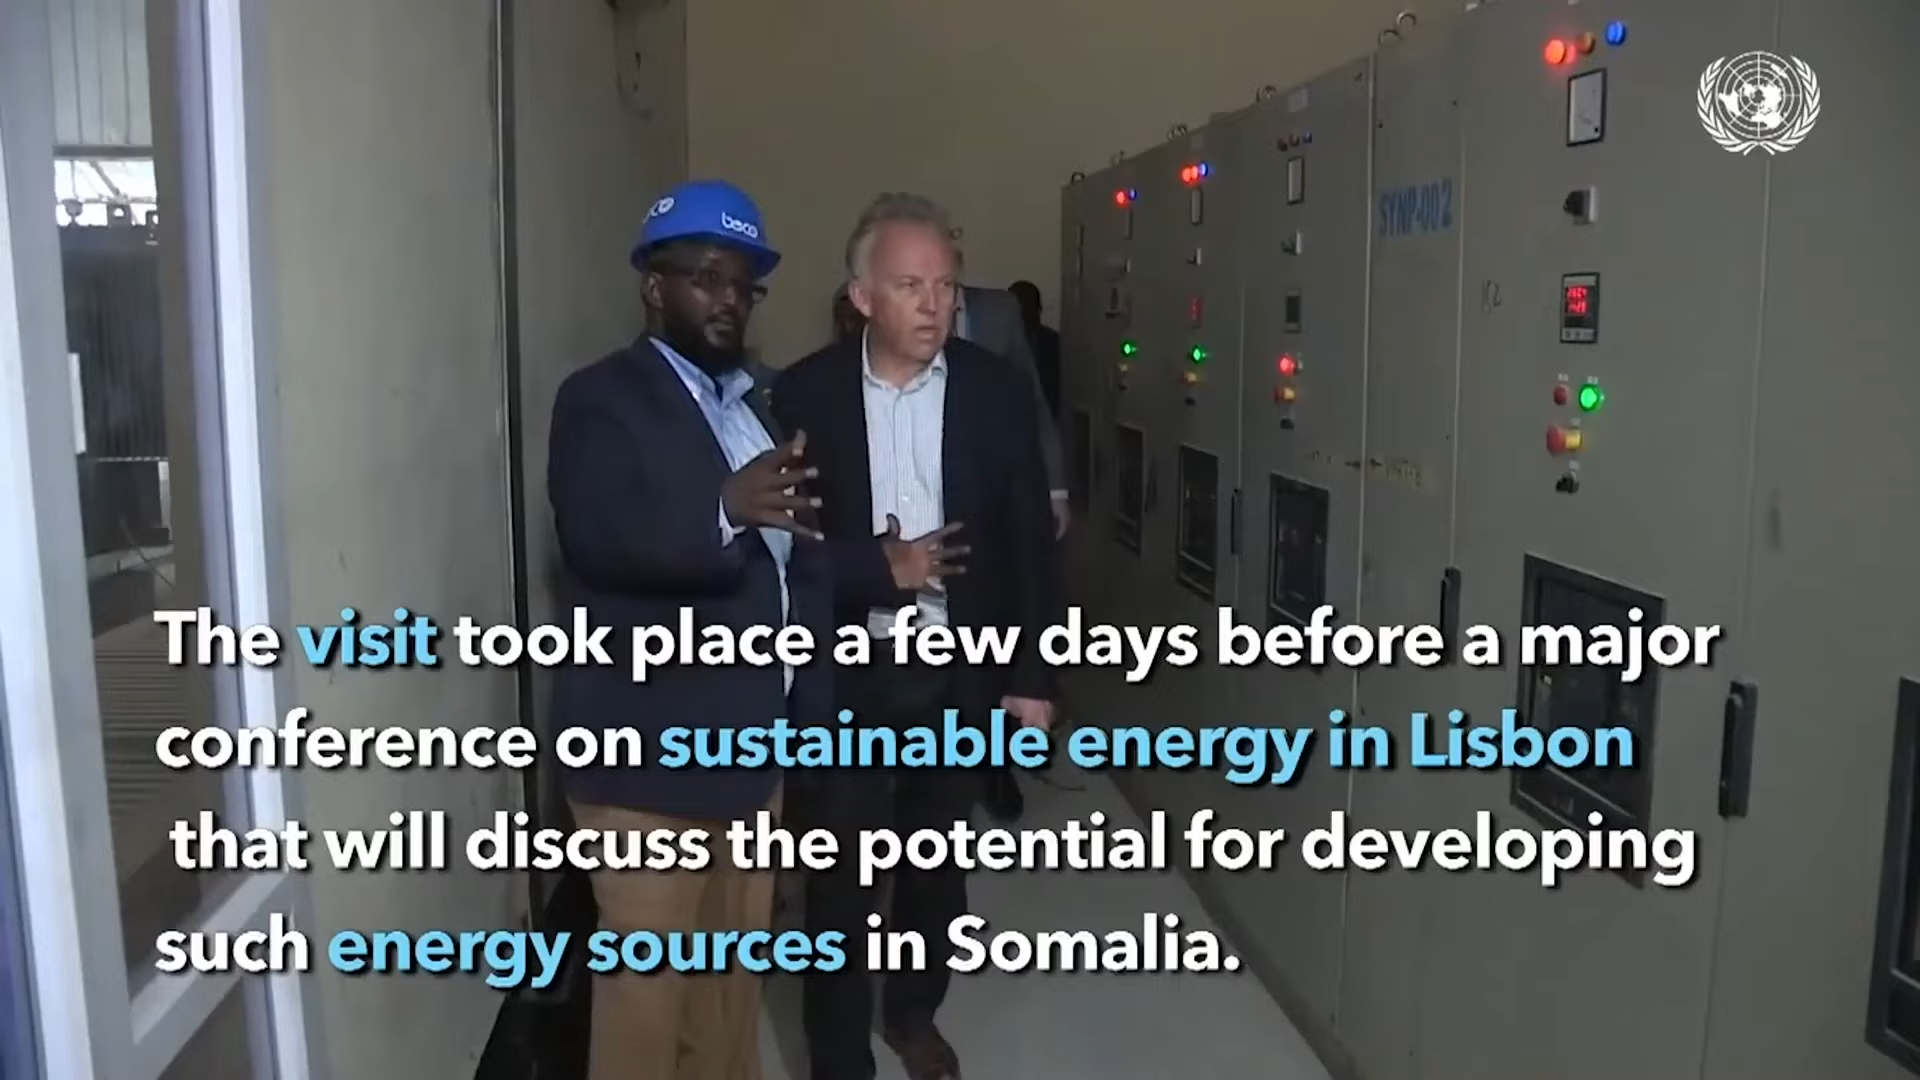 beco
SYNP-002
The visit took place a few days before a major
conference on sustainable energy in Lisbon
that will discuss the potential for developing
such energy sources in Somalia.